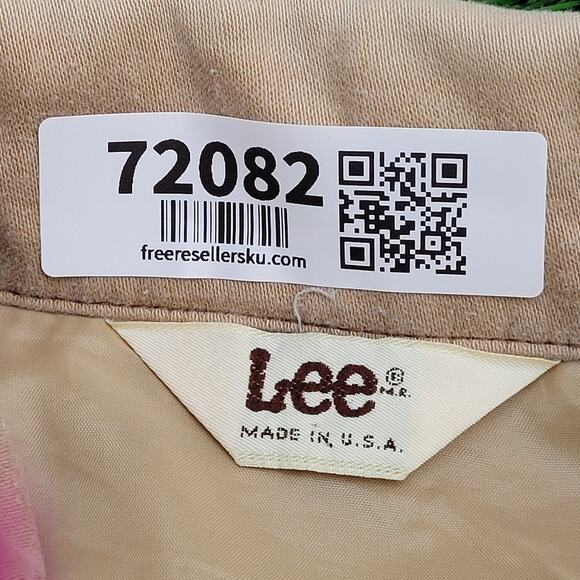 72082
freeresellersku.com
Lee ®
M.R.
MADE IN U.S.A.